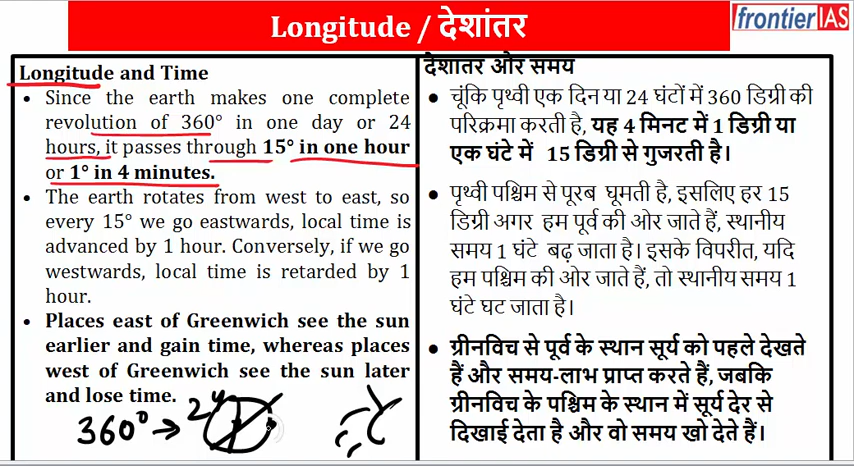 Longitude / देशांतर
frontier IAS
Longitude and Time
• Since the earth makes one complete
revolution of 360° in one day or 24
hours, it passes through 15° in one hour
or 1° in 4 minutes.
• The earth rotates from west to east, so
every 15° we go eastwards, local time is
advanced by 1 hour. Conversely, if we go
westwards, local time is retarded by 1
hour.
• Places east of Greenwich see the sun
earlier and gain time, whereas places
west of Greenwich see the sun later
and lose time.
360° → 24
देशांतर और समय
• चूंकि पृथ्वी एक दिन या 24 घंटों में 360 डिग्री की
परिक्रमा करती है, यह 4 मिनट में 1 डिग्री या
एक घंटे में 15 डिग्री से गुजरती है।
• पृथ्वी पश्चिम से पूरब घूमती है, इसलिए हर 15
डिग्री अगर हम पूर्व की ओर जाते हैं, स्थानीय
समय 1 घंटे बढ़ जाता है। इसके विपरीत, यदि
हम पश्चिम की ओर जाते हैं, तो स्थानीय समय 1
घंटे घट जाता है।
• ग्रीनविच से पूर्व के स्थान सूर्य को पहले देखते
हैं और समय-लाभ प्राप्त करते हैं, जबकि
ग्रीनविच के पश्चिम के स्थान में सूर्य देर से
दिखाई देता है और वो समय खो देते हैं।